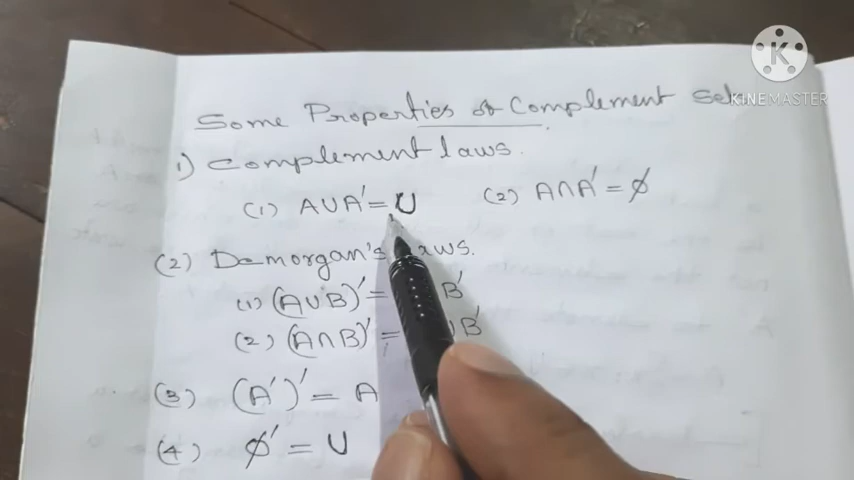 Some Properties of Complement
KINEMASTER
1) Complement laws.
(1) A∪A' = U (2) A∩A' = ϕ
(2) Demorgan's
(1) (A∪B)' = B'
(2) (A∩B)' = ∪B'
(3) (A')' = A
(4) ϕ' = U